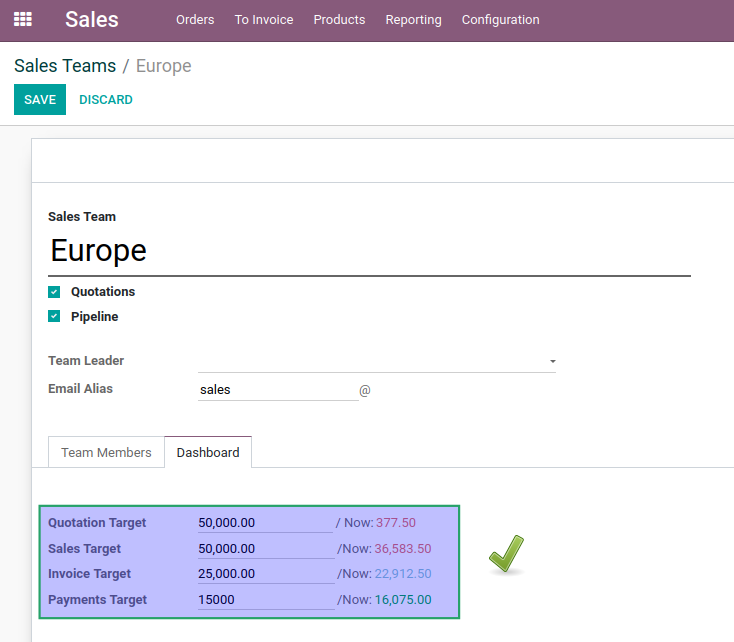 Sales Orders To Invoice Products Reporting Configuration
Sales Teams / Europe
SAVE DISCARD
Sales Team
Europe
Quotations
Pipeline
Team Leader
Email Alias sales @
Team Members Dashboard
Quotation Target 50,000.00 / Now: 377.50
Sales Target 50,000.00 /Now: 36,583.50
Invoice Target 25,000.00 /Now: 22,912.50
Payments Target 15000 /Now: 16,075.00